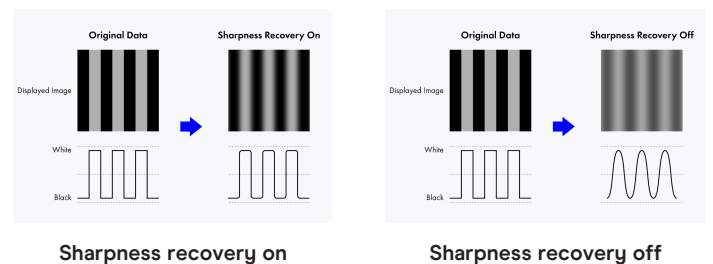 Original Data
Sharpness Recovery On
Displayed Image
White
Black
Sharpness recovery on
Original Data
Sharpness Recovery Off
Displayed Image
White
Black
Sharpness recovery off